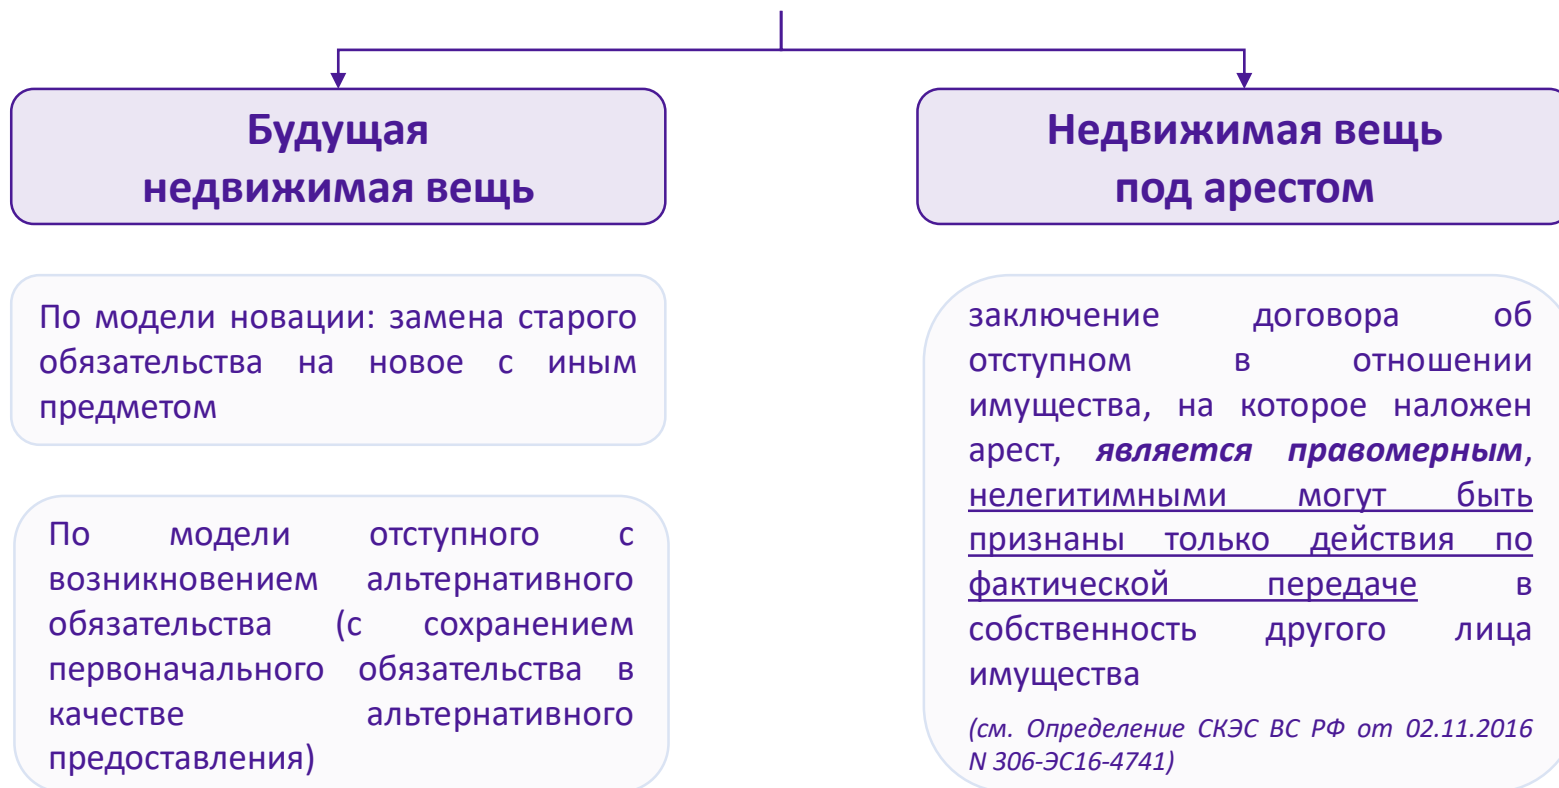 Будущая
недвижимая вещь
По модели новации: замена старого
обязательства на новое с иным
предметом
По модели отступного с
возникновением альтернативного
обязательства (с сохранением
первоначального обязательства в
качестве альтернативного
предоставления)
Недвижимая вещь
под арестом
заключение договора об
отступном в отношении
имущества, на которое наложен
арест, является правомерным,
нелегитимными могут быть
признаны только действия по
фактической передаче в
собственность другого лица
имущества
(см. Определение СКЭС ВС РФ от 02.11.2016
N 306-ЭС16-4741)